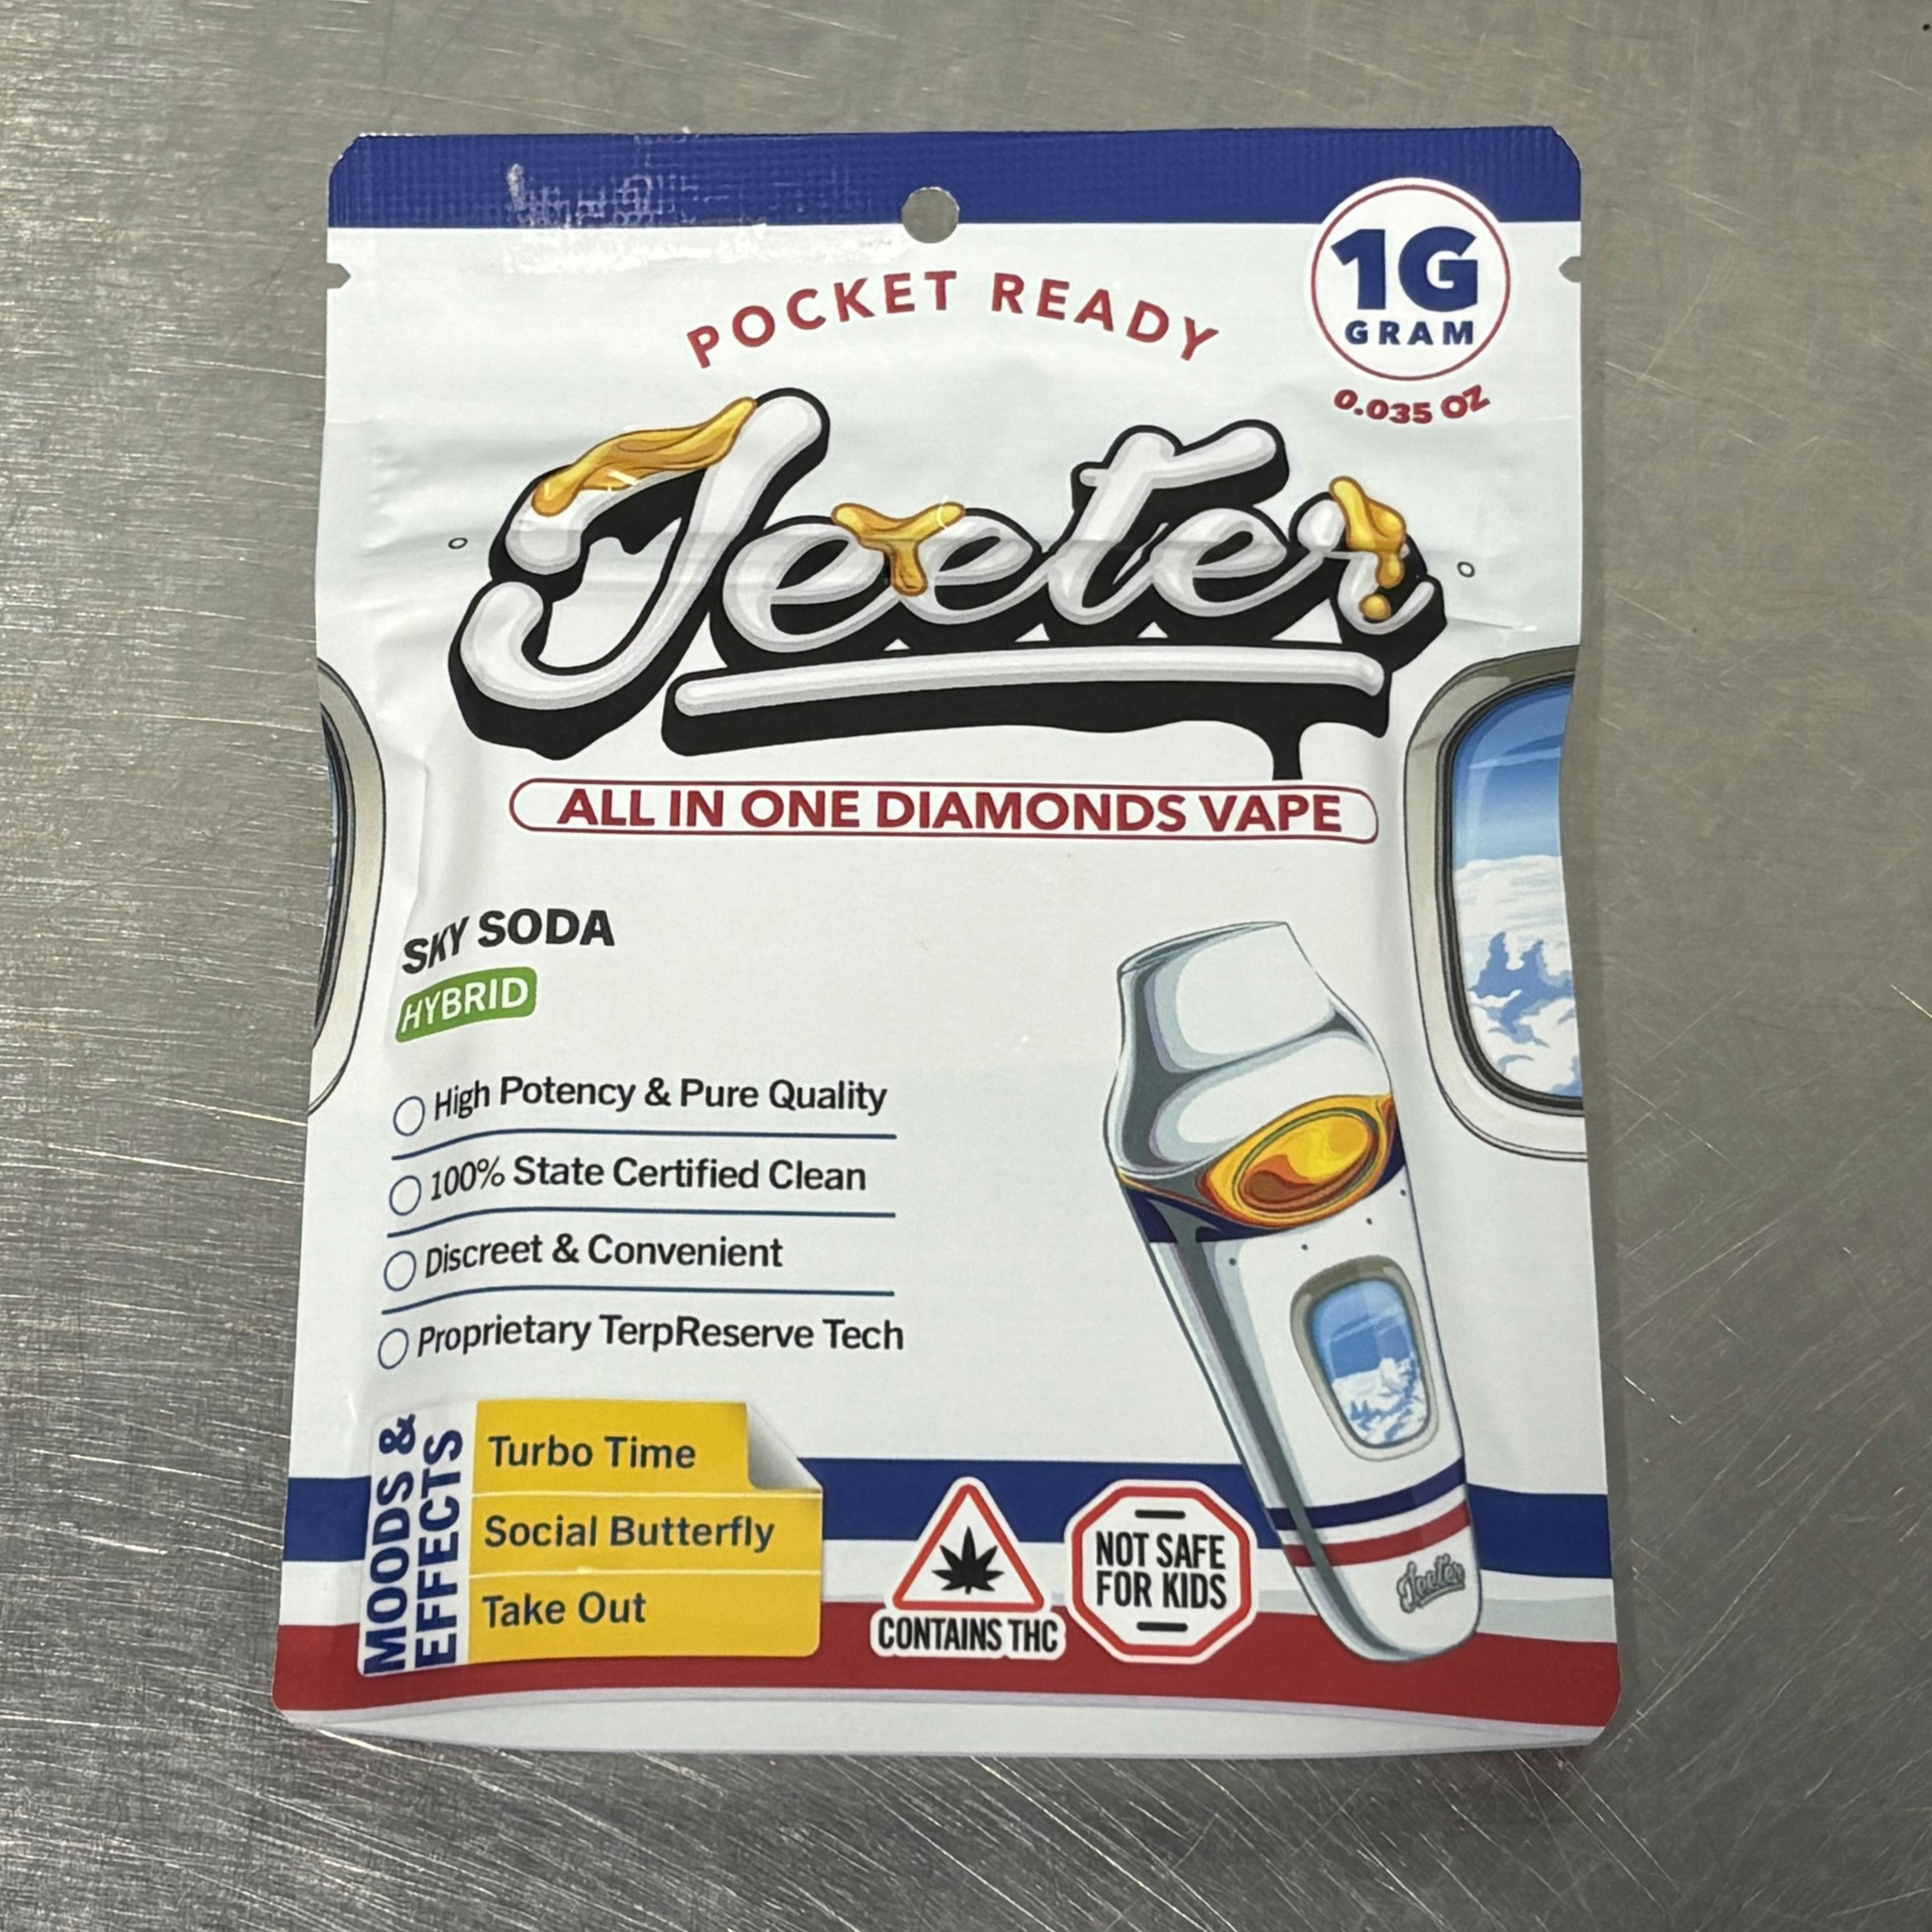 POCKET READY
1G
GRAM
0.035 OZ
Jeeter
ALL IN ONE DIAMONDS VAPE
SKY SODA
HYBRID
High Potency & Pure Quality
100% State Certified Clean
Discreet & Convenient
Proprietary TerpReserve Tech
MOODS &
EFFECTS
Turbo Time
Social Butterfly
Take Out
CONTAINS THC
NOT SAFE
FOR KIDS
Jeeter